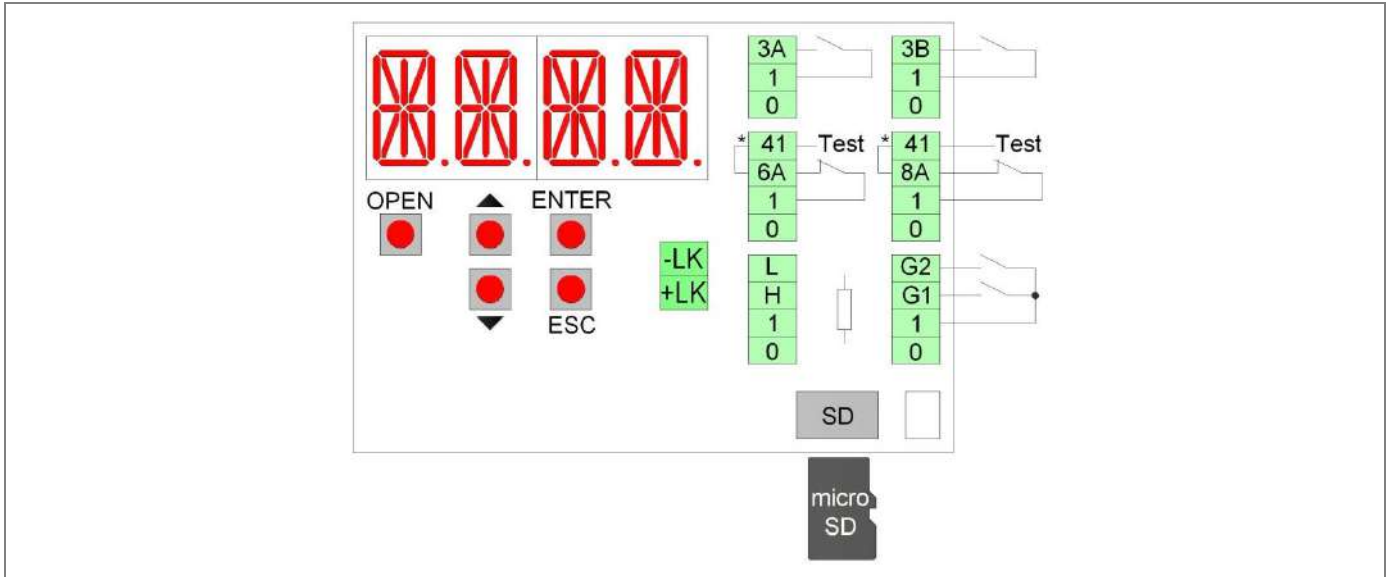 3A
1
0
3B
1
0
* 41 Test
6A
1
0
* 41 Test
8A
1
0
OPEN
▲ ENTER
▼ ESC
-LK
+LK
L
H
1
0
G2
G1
1
0
SD
micro
SD